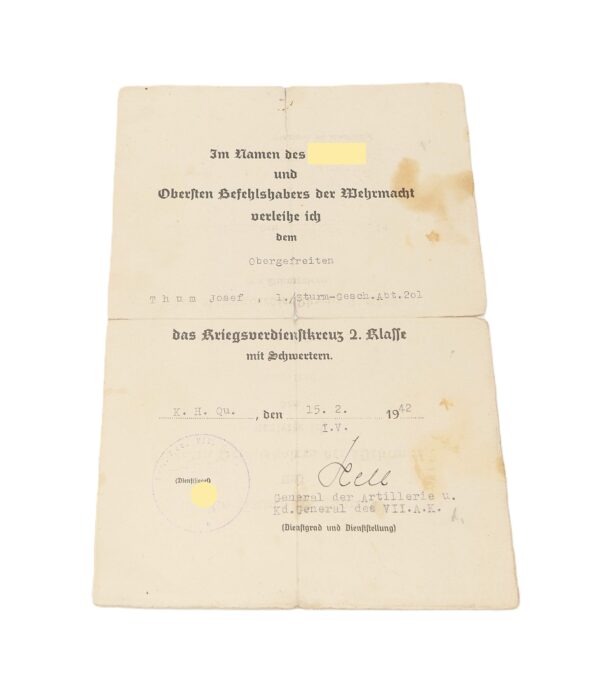 Im Namen des
und
Obersten Befehlshabers der Wehrmacht
verleihe ich
dem
Obergefreiten
Thum Josef . 1./Sturm-Gesch.Abt.201
das Kriegsverdienstkreuz 2. Klasse
mit Schwertern.
K. H. Qu. , den 15. 2. 1942
I.V.
(Dienstsiegel)
Hell
General der Artillerie u.
Kd.General des VII.A.K.
(Dienstgrad und Dienststellung)